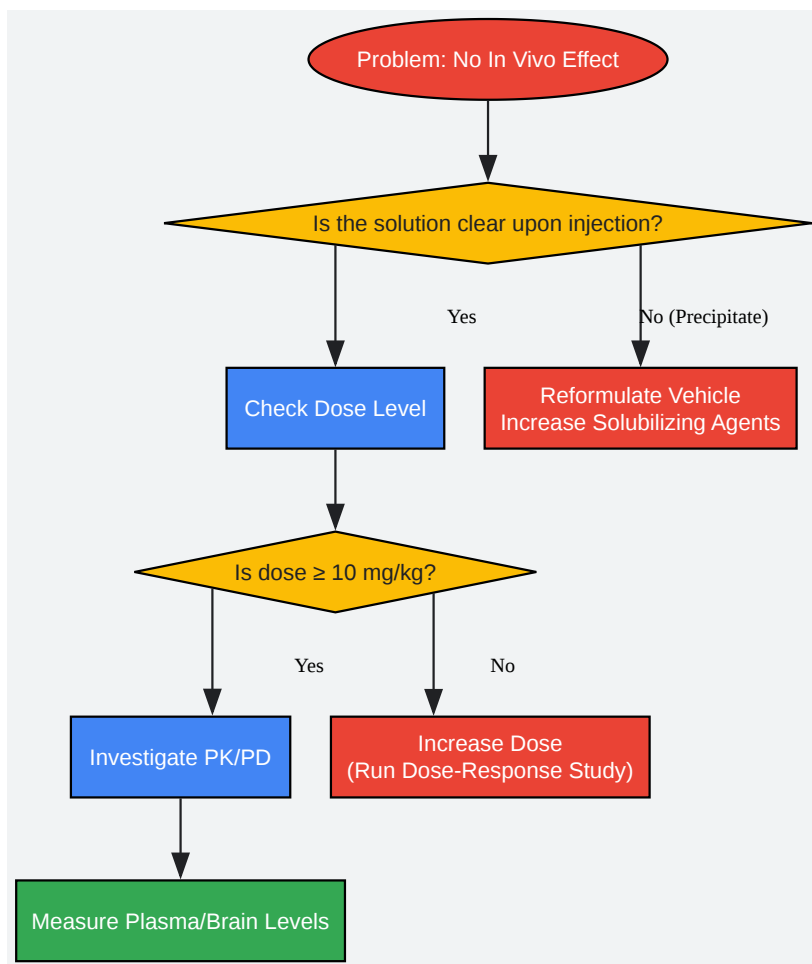 Problem: No In Vivo Effect
Is the solution clear upon injection?
Yes
No (Precipitate)
Check Dose Level
Reformulate Vehicle
Increase Solubilizing Agents
Is dose ≥ 10 mg/kg?
Yes
No
Investigate PK/PD
Increase Dose
(Run Dose-Response Study)
Measure Plasma/Brain Levels